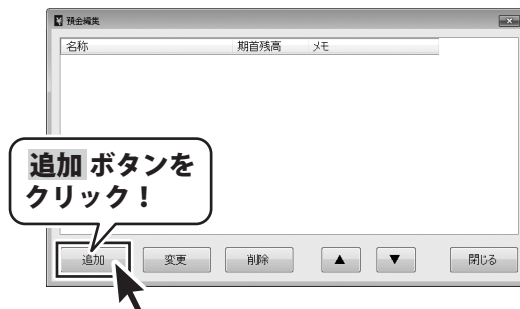 預金編集
名称 期首残高 メモ
追加 ボタンを
クリック！
追加 変更 削除 ▲ ▼ 閉じる